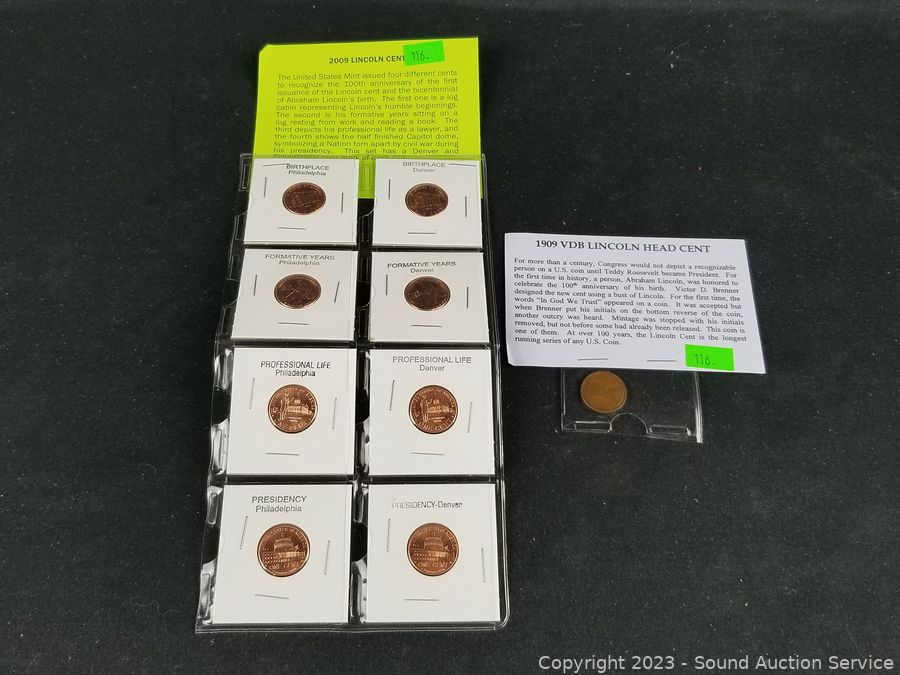 2009 LINCOLN CENT
116.
The United States Mint issued four different cents
to recognize the 100th anniversary of the first
issuance of the Lincoln cent and the bicentennial
of Abraham Lincoln's birth. The first one is a log
cabin representing Lincoln's humble beginnings.
The second is his formative years sitting on a
log resting from work and reading a book. The
third depicts his professional life as a lawyer, and
the fourth shows the half finished Capitol dome,
symbolizing a Nation torn apart by civil war during
his presidency. This set has a Denver and
BIRTHPLACE
Philadelphia
BIRTHPLACE
Denver
FORMATIVE YEARS
Philadelphia
FORMATIVE YEARS
Denver
PROFESSIONAL LIFE
Philadelphia
PROFESSIONAL LIFE
Denver
ONE CENT
ONE CENT
PRESIDENCY
Philadelphia
PRESIDENCY-Denver
ONE CENT
ONE CENT
1909 VDB LINCOLN HEAD CENT
For more than a century, Congress would not depict a recognizable
person on a U.S. coin until Teddy Roosevelt became President. For
the first time in history, a person, Abraham Lincoln, was honored to
celebrate the 100th anniversary of his birth. Victor D. Brenner
designed the new cent using a bust of Lincoln. For the first time, the
words "In God We Trust" appeared on a coin. It was accepted but
when Brenner put his initials on the bottom reverse of the coin,
another outcry was heard. Mintage was stopped with his initials
removed, but not before some had already been released. This coin is
one of them. At over 100 years, the Lincoln Cent is the longest
running series of any U.S. Coin.
116.
Copyright © 2023 - Sound Auction Service